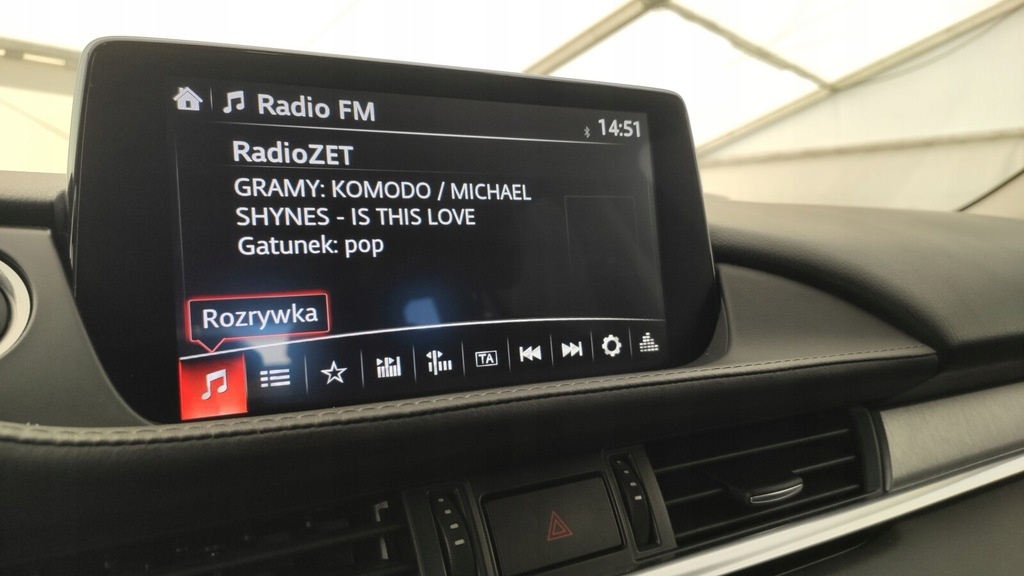 Radio FM
14:51
RadioZET
GRAMY: KOMODO / MICHAEL
SHYNES - IS THIS LOVE
Gatunek: pop
Rozrywka
TA